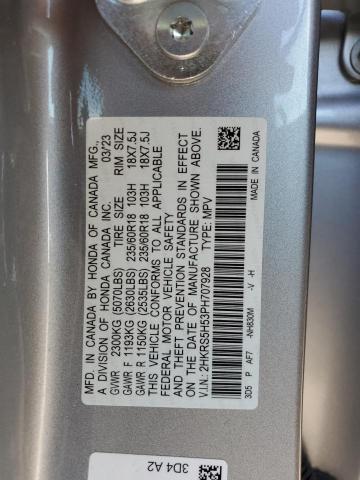 MFD. IN CANADA BY HONDA OF CANADA MFG.,
A DIVISION OF HONDA CANADA INC. 03/23
GVWR 2300KG (5070LBS) TIRE SIZE RIM SIZE
GAWR F 1193KG (2630LBS) 235/60R18 103H 18X7.5J
GAWR R 1150KG (2535LBS) 235/60R18 103H 18X7.5J
THIS VEHICLE CONFORMS TO ALL APPLICABLE
FEDERAL MOTOR VEHICLE SAFETY
AND THEFT PREVENTION STANDARDS IN EFFECT
ON THE DATE OF MANUFACTURE SHOWN ABOVE.
V.I.N.: 2HKRS5H53PH707928 TYPE: MPV
3D5 P AF7 -NH830M -V -H MADE IN CANADA
3D4 A2